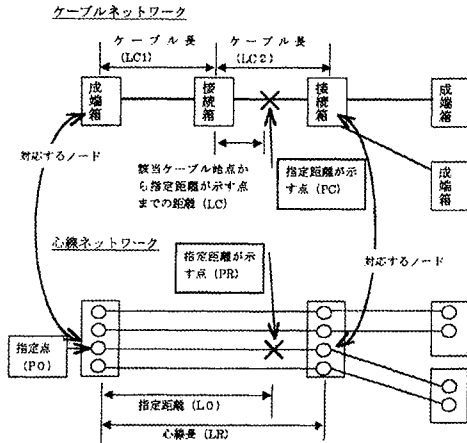 ケーブルネットワーク
ケーブル長
(LC1)
ケーブル長
(LC2)
成端箱
接続箱
接続箱
成端箱
成端箱
対応するノード
該当ケーブル始点か
ら指定距離が示す点
までの距離(LC)
指定距離が示
す点(PC)
心線ネットワーク
指定距離が示
す点(PR)
対応するノード
指定点
(P0)
指定距離(L0)
心線長(LR)